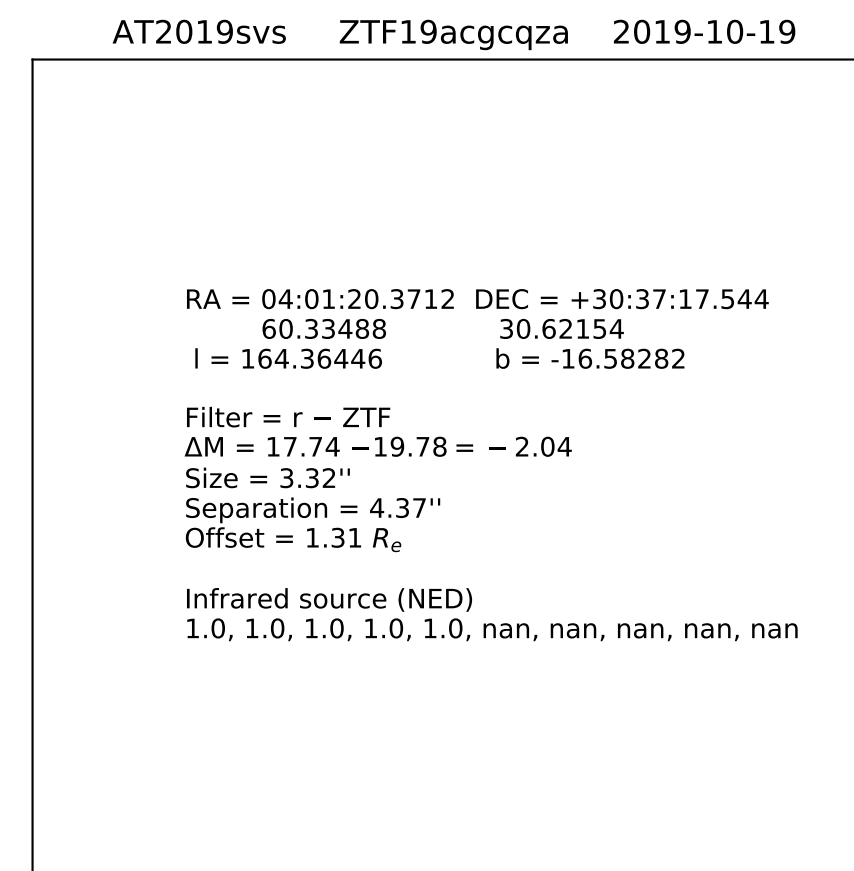 AT2019svs ZTF19acgcqza 2019-10-19
RA = 04:01:20.3712 DEC = +30:37:17.544
60.33488 30.62154
l = 164.36446 b = -16.58282
Filter = r − ZTF
ΔM = 17.74 −19.78 = − 2.04
Size = 3.32''
Separation = 4.37''
Offset = 1.31 Re
Infrared source (NED)
1.0, 1.0, 1.0, 1.0, 1.0, nan, nan, nan, nan, nan